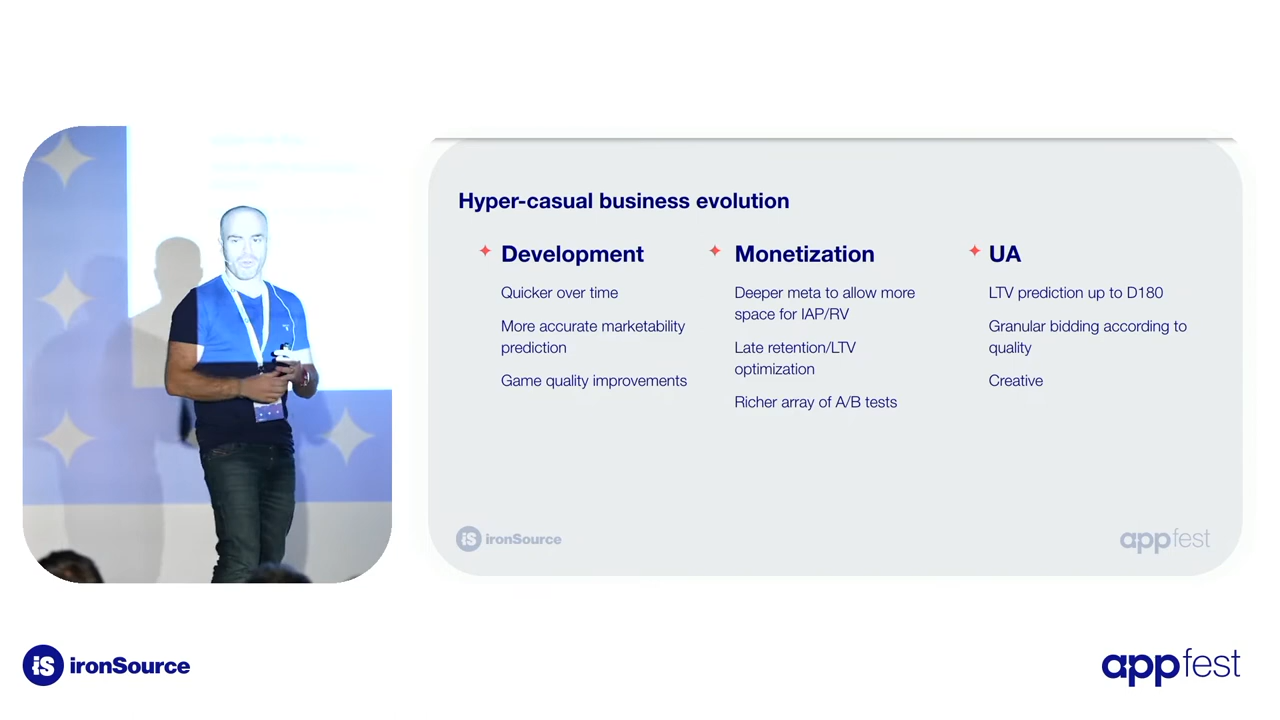 Hyper-casual business evolution
Development
Quicker over time
More accurate marketability
prediction
Game quality improvements
Monetization
Deeper meta to allow more
space for IAP/RV
Late retention/LTV
optimization
Richer array of A/B tests
UA
LTV prediction up to D180
Granular bidding according to
quality
Creative
iS ironSource
appfest
iS ironSource
appfest